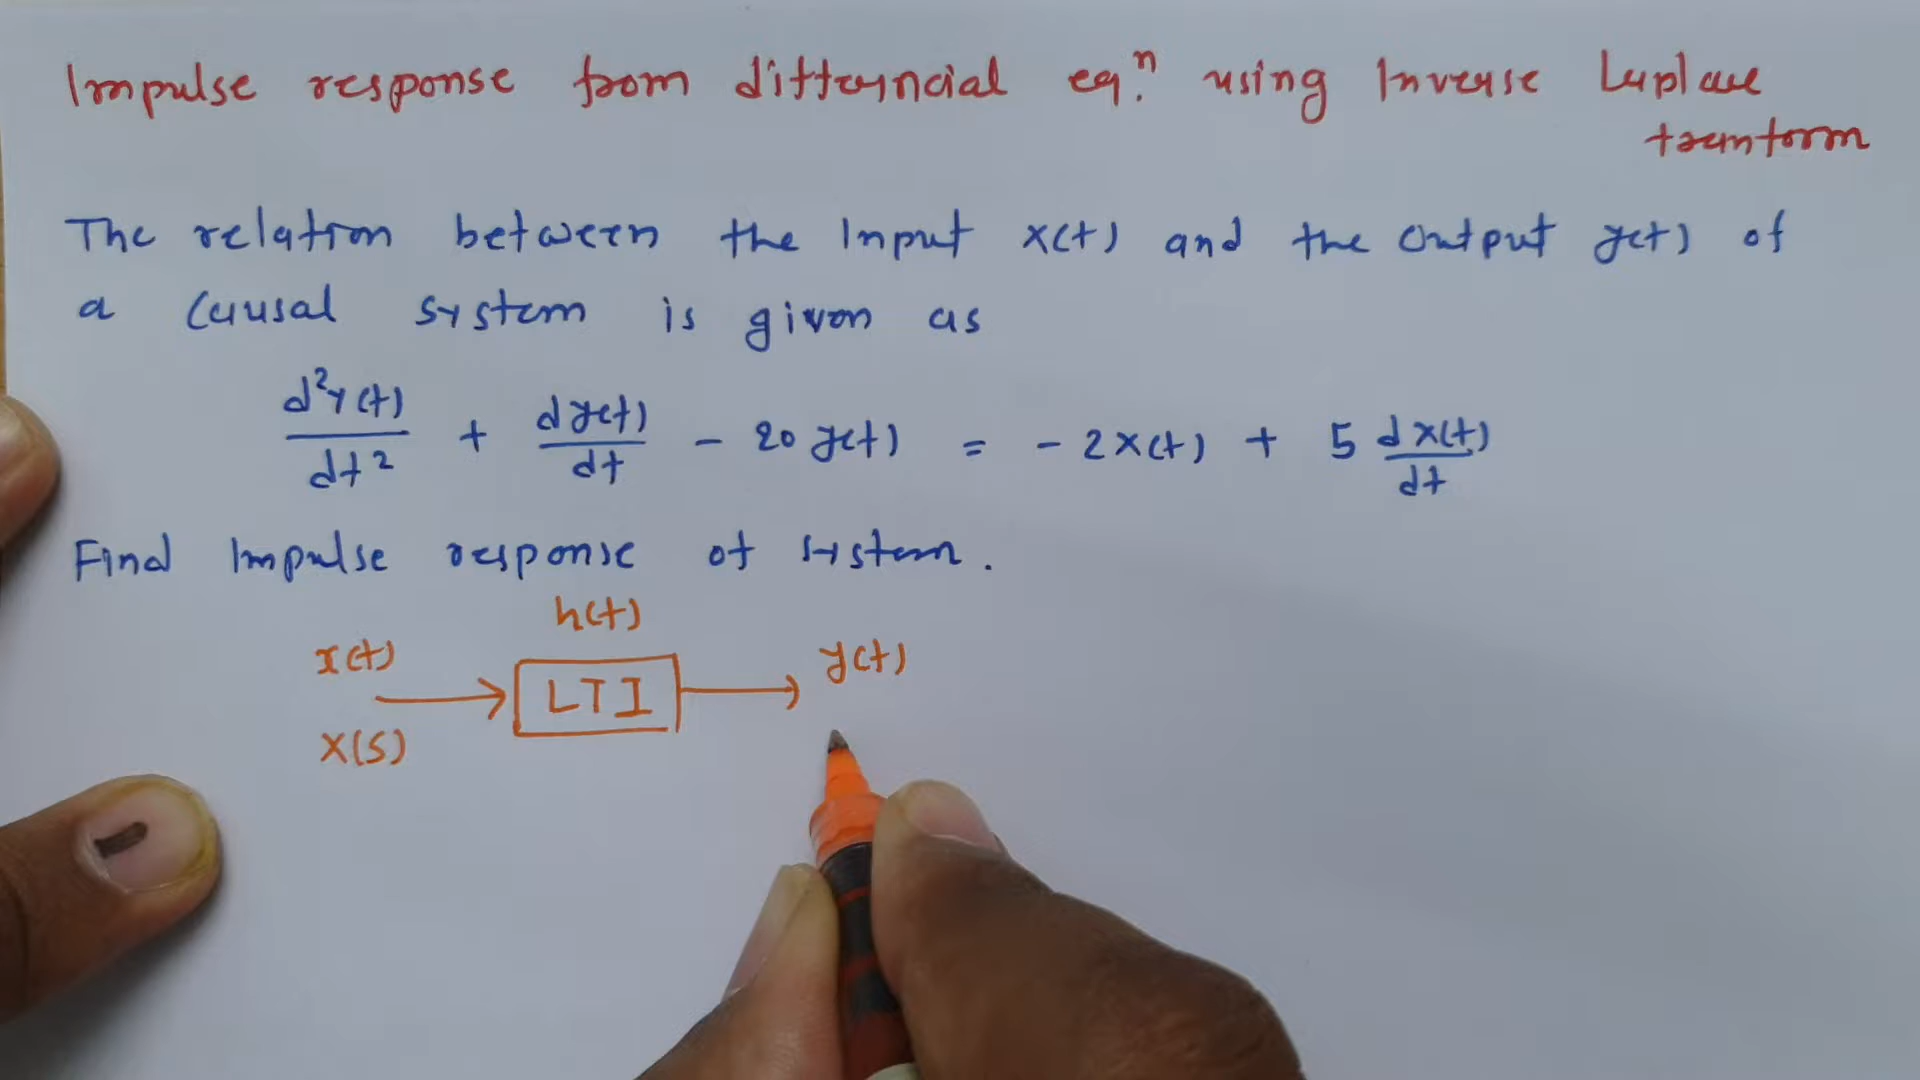 Impulse response from differencial eqⁿ. using Inverse Laplace
transform
The relation between the Input x(t) and the output y(t) of
a causal system is given as
d²y(t)/dt² + dy(t)/dt - 20 y(t) = - 2x(t) + 5 dx(t)/dt
Find Impulse response of system.
h(t)
x(t) LTI y(t)
X(s)